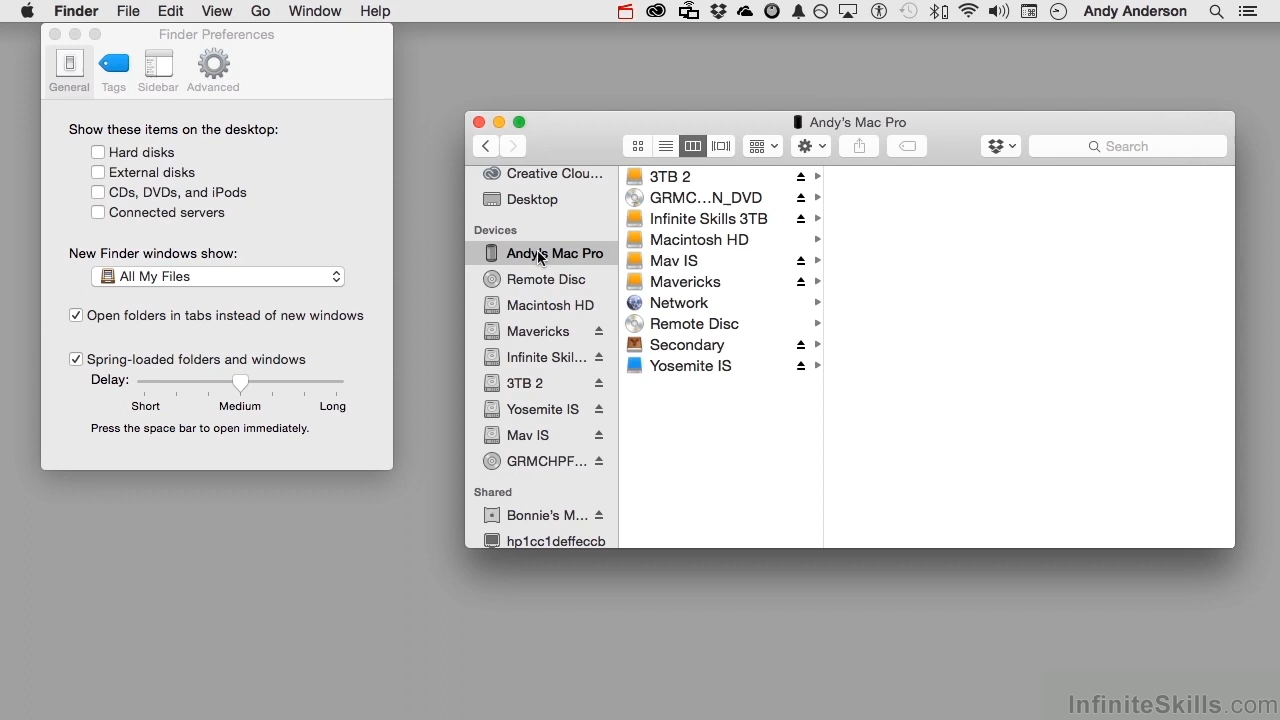 Finder File Edit View Go Window Help Andy Anderson
Finder Preferences
General Tags Sidebar Advanced
Show these items on the desktop:
Hard disks
External disks
CDs, DVDs, and iPods
Connected servers
New Finder windows show:
All My Files
Open folders in tabs instead of new windows
Spring-loaded folders and windows
Delay:
Short Medium Long
Press the space bar to open immediately.
Andy's Mac Pro
Search
Creative Clou...
Desktop
Devices
Andy's Mac Pro
Remote Disc
Macintosh HD
Mavericks
Infinite Skil...
3TB 2
Yosemite IS
Mav IS
GRMCHPF...
Shared
Bonnie's M...
hp1cc1deffeccb
3TB 2
GRMC...N_DVD
Infinite Skills 3TB
Macintosh HD
Mav IS
Mavericks
Network
Remote Disc
Secondary
Yosemite IS
InfiniteSkills.com